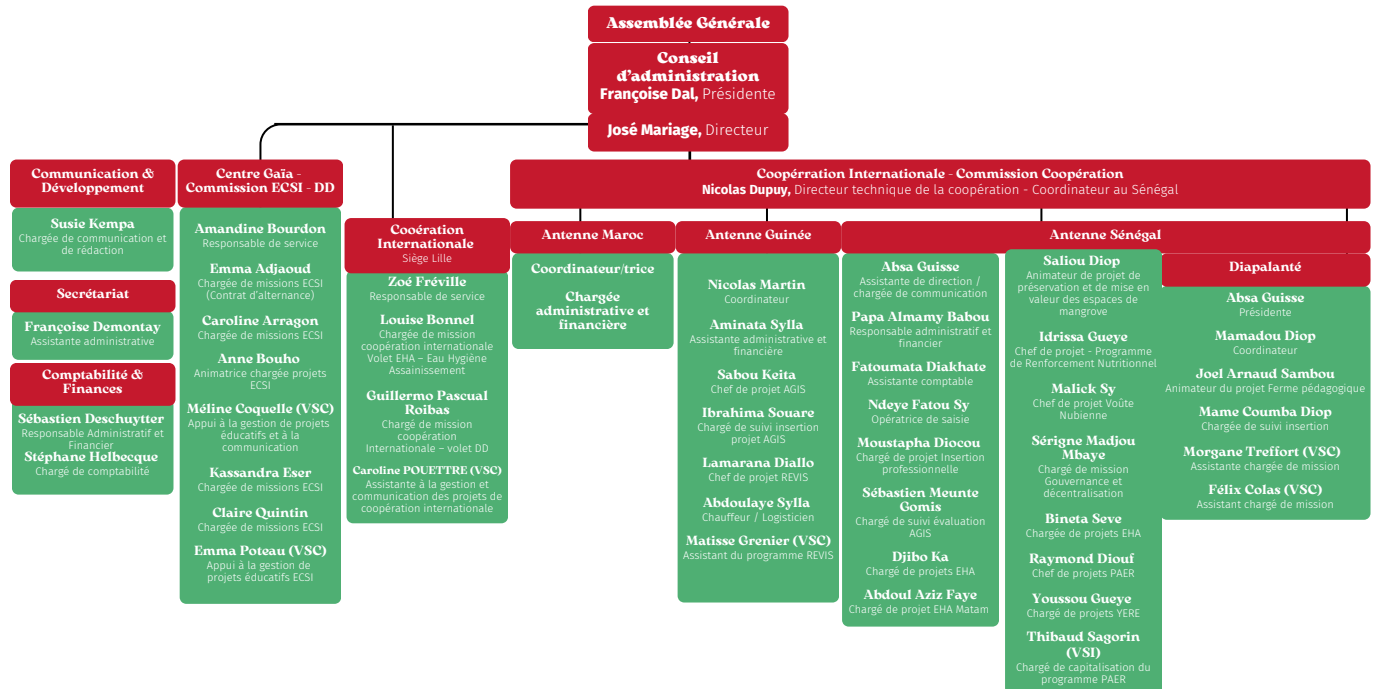 Assemblée Générale
Conseil
d'administration
Françoise Dal, Présidente
José Mariage, Directeur
Communication &
Développement
Susie Kempa
Chargée de communication et
de rédaction
Secrétariat
Françoise Demontay
Assistante administrative
Comptabilité &
Finances
Sébastien Deschuytter
Responsable Administratif et
Financier
Stéphane Helbecque
Chargé de comptabilité
Centre Gaïa -
Commission ECSI - DD
Amandine Bourdon
Responsable de service
Emma Adjaoud
Chargée de missions ECSI
(Contrat d'alternance)
Caroline Arragon
Chargée de missions ECSI
Anne Bouho
Animatrice chargée projets
ECSI
Méline Coquelle (VSC)
Appui à la gestion de projets
éducatifs et à la
communication
Kassandra Eser
Chargée de missions ECSI
Claire Quintin
Chargée de missions ECSI
Emma Poteau (VSC)
Appui à la gestion de
projets éducatifs ECSI
Cooération
Internationale
Siège Lille
Zoé Fréville
Responsable de service
Louise Bonnel
Chargée de mission
coopération internationale
Volet EHA – Eau Hygiène
Assainissement
Guillermo Pascual
Roibas
Chargé de mission
coopération
Internationale – volet DD
Caroline POUETTRE (VSC)
Assistante à la gestion et
communication des projets de
coopération internationale
Coopérration Internationale - Commission Coopération
Nicolas Dupuy, Directeur technique de la coopération - Coordinateur au Sénégal
Antenne Maroc
Coordinateur/trice
Chargée
administrative et
financière
Antenne Guinée
Nicolas Martin
Coordinateur
Aminata Sylla
Assistante administrative et
financière
Sabou Keita
Chef de projet AGIS
Ibrahima Souare
Chargé de suivi insertion
projet AGIS
Lamarana Diallo
Chef de projet REVIS
Abdoulaye Sylla
Chauffeur / Logisticien
Matisse Grenier (VSC)
Assistant du programme REVIS
Antenne Sénégal
Absa Guisse
Assistante de direction /
chargée de communication
Papa Almamy Babou
Responsable administratif et
financier
Fatoumata Diakhate
Assistante comptable
Ndeye Fatou Sy
Opératrice de saisie
Moustapha Diocou
Chargé de projet Insertion
professionnelle
Sébastien Meunte
Gomis
Chargé de suivi évaluation
AGIS
Djibo Ka
Chargé de projets EHA
Abdoul Aziz Faye
Chargé de projet EHA Matam
Saliou Diop
Animateur de projet de
préservation et de mise en
valeur des espaces de
mangrove
Idrissa Gueye
Chef de projet - Programme
de Renforcement Nutritionnel
Malick Sy
Chef de projet Voûte
Nubienne
Sérigne Madjou
Mbaye
Chargé de mission
Gouvernance et
décentralisation
Bineta Seve
Chargée de projets EHA
Raymond Diouf
Chef de projets PAER
Youssou Gueye
Chargé de projets YERE
Thibaud Sagorin
(VSI)
Chargé de capitalisation du
programme PAER
Diapalanté
Absa Guisse
Présidente
Mamadou Diop
Coordinateur
Joel Arnaud Sambou
Animateur du projet Ferme pédagogique
Mame Coumba Diop
Chargée de suivi insertion
Morgane Treffort (VSC)
Assistante chargée de mission
Félix Colas (VSC)
Assistant chargé de mission